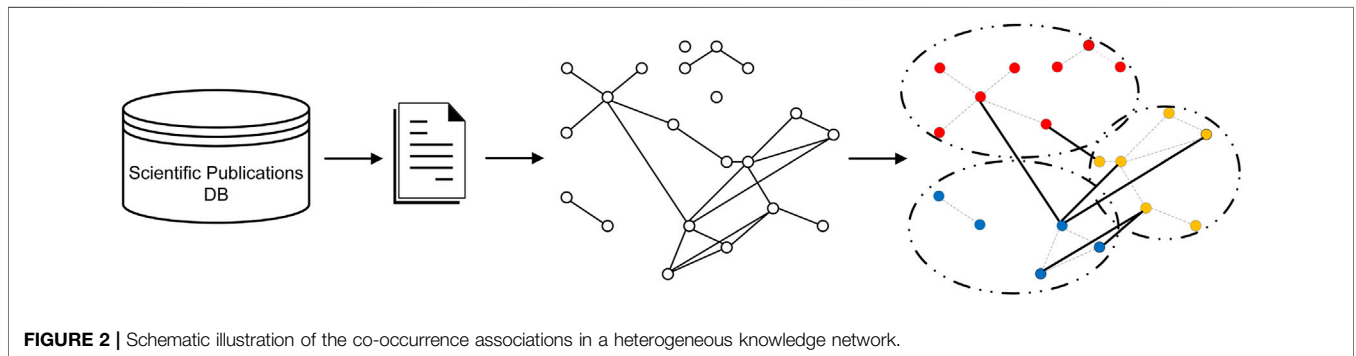 Scientific Publications
DB
FIGURE 2 | Schematic illustration of the co-occurrence associations in a heterogeneous knowledge network.